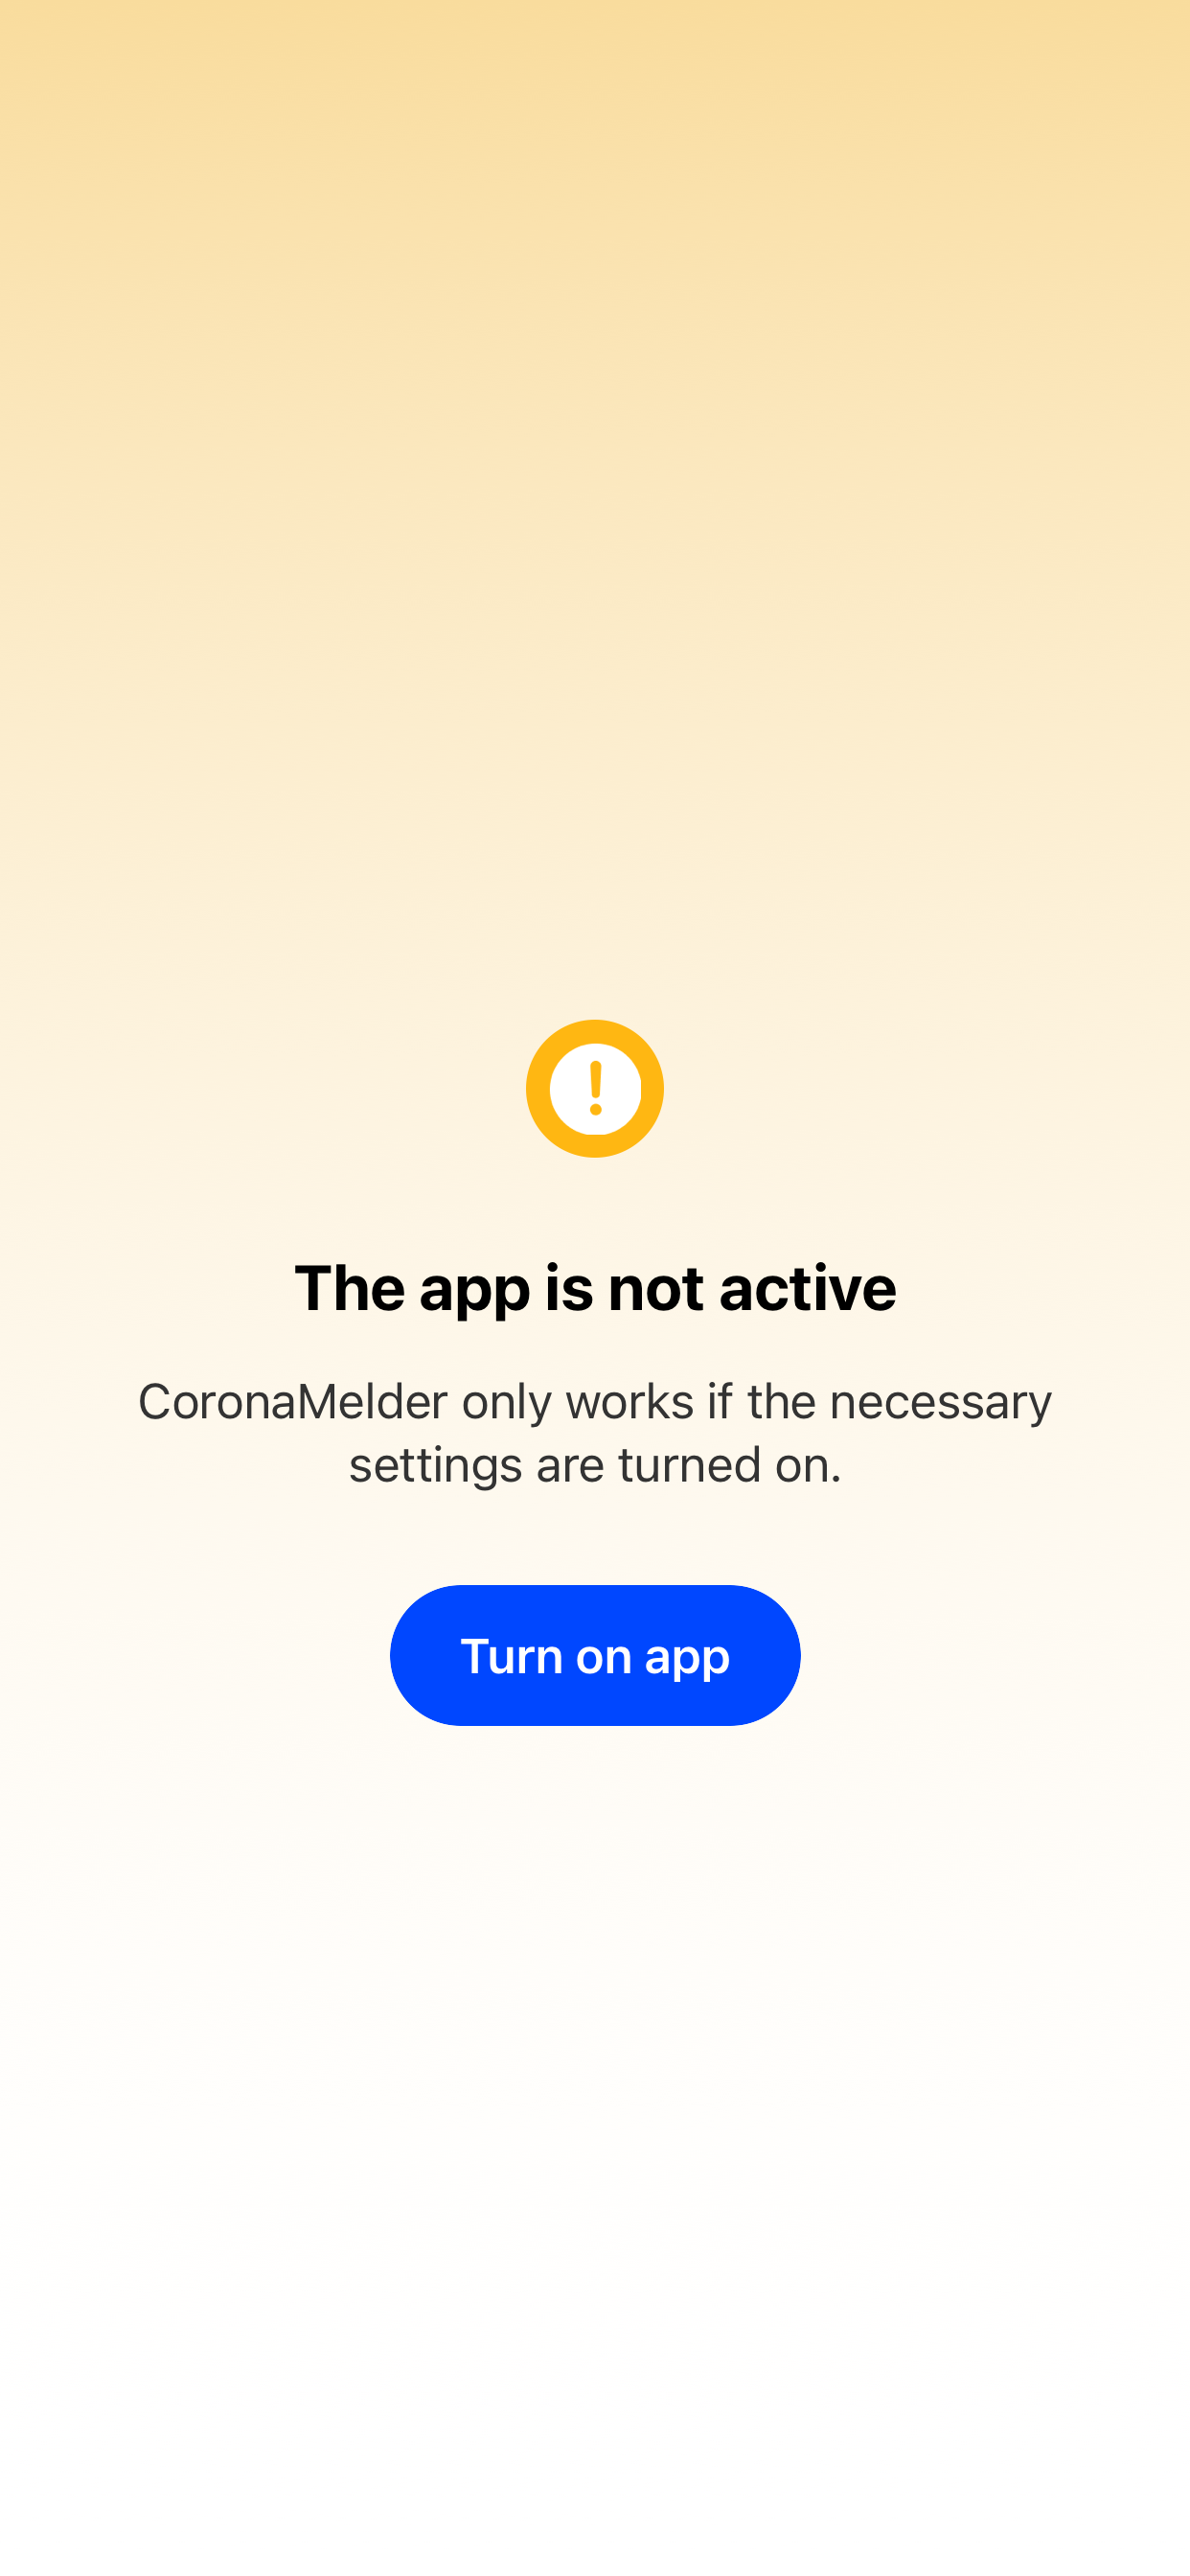 The app is not active
CoronaMelder only works if the necessary
settings are turned on.
Turn on app